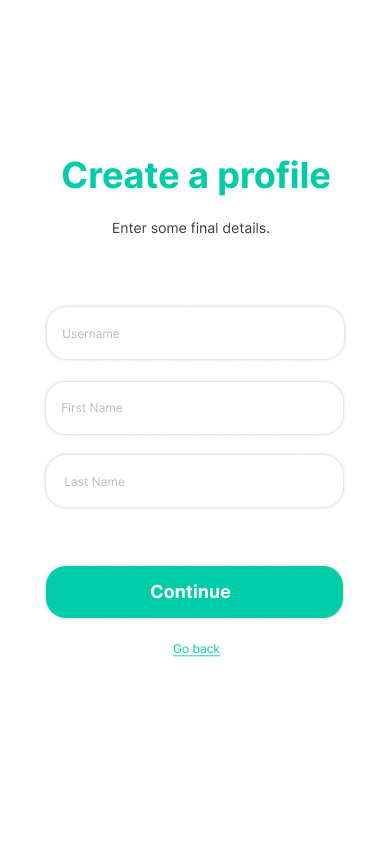 Create a profile
Enter some final details.
Username
First Name
Last Name
Continue
Go back